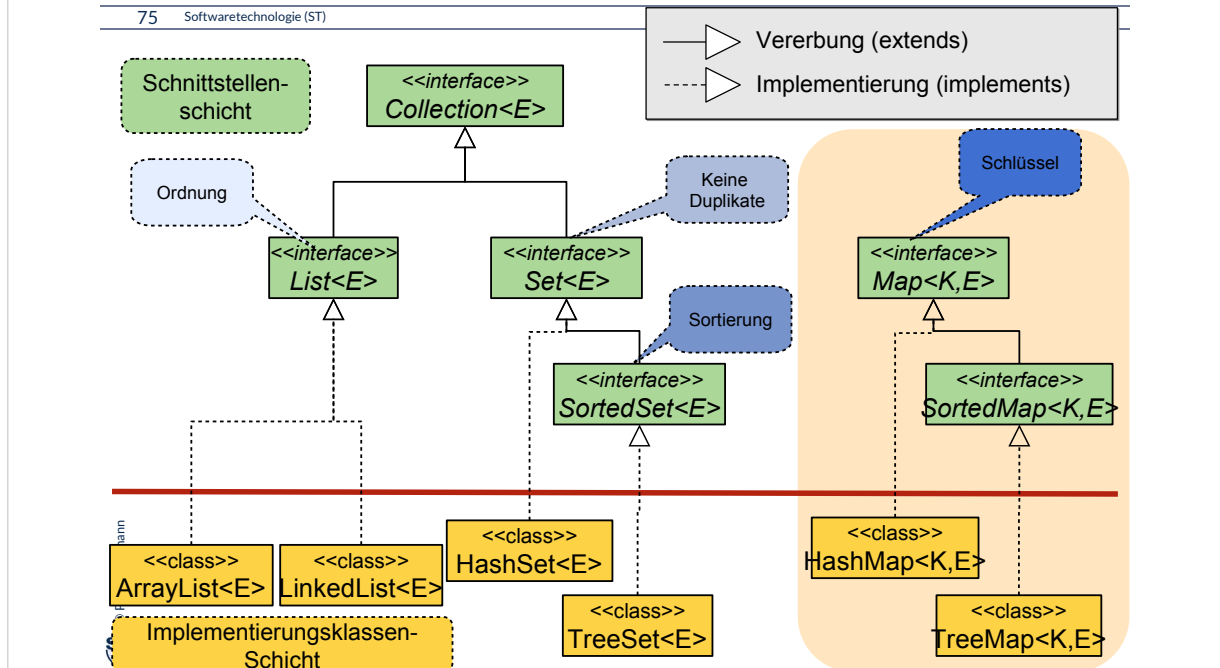 75 Softwaretechnologie (ST)
Vererbung (extends)
Implementierung (implements)
Schnittstellen-
schicht
<<interface>>
Collection<E>
Ordnung
Keine
Duplikate
Schlüssel
<<interface>>
List<E>
<<interface>>
Set<E>
<<interface>>
Map<K,E>
Sortierung
<<interface>>
SortedSet<E>
<<interface>>
SortedMap<K,E>
<<class>>
ArrayList<E>
<<class>>
LinkedList<E>
<<class>>
HashSet<E>
<<class>>
HashMap<K,E>
<<class>>
TreeSet<E>
<<class>>
TreeMap<K,E>
Implementierungsklassen-
Schicht